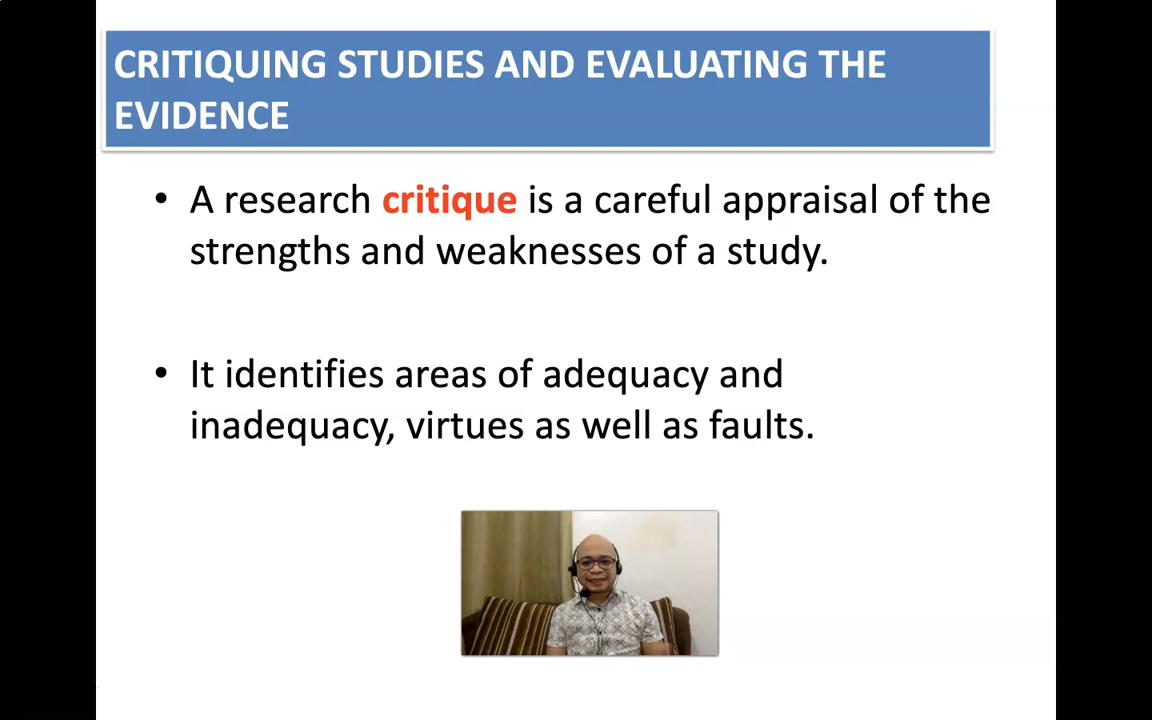 CRITIQUING STUDIES AND EVALUATING THE
EVIDENCE
• A research critique is a careful appraisal of the
strengths and weaknesses of a study.
• It identifies areas of adequacy and
inadequacy, virtues as well as faults.